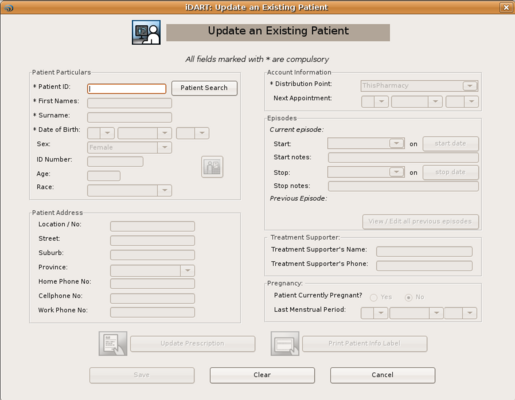 iDART: Update an Existing Patient
Update an Existing Patient
All fields marked with * are compulsory
Patient Particulars
* Patient ID:
Patient Search
* First Names:
* Surname:
* Date of Birth:
Sex:
Female
ID Number:
Age:
Race:
Patient Address
Location / No:
Street:
Suburb:
Province:
Home Phone No:
Cellphone No:
Work Phone No:
Account Information
* Distribution Point:
ThisPharmacy
Next Appointment:
Episodes
Current episode:
Start:
on
start date
Start notes:
Stop:
on
stop date
Stop notes:
Previous Episode:
View / Edit all previous episodes
Treatment Supporter:
Treatment Supporter's Name:
Treatment Supporter's Phone:
Pregnancy:
Patient Currently Pregnant?
Yes
No
Last Menstrual Period:
Update Prescription
Print Patient Info Label
Save
Clear
Cancel